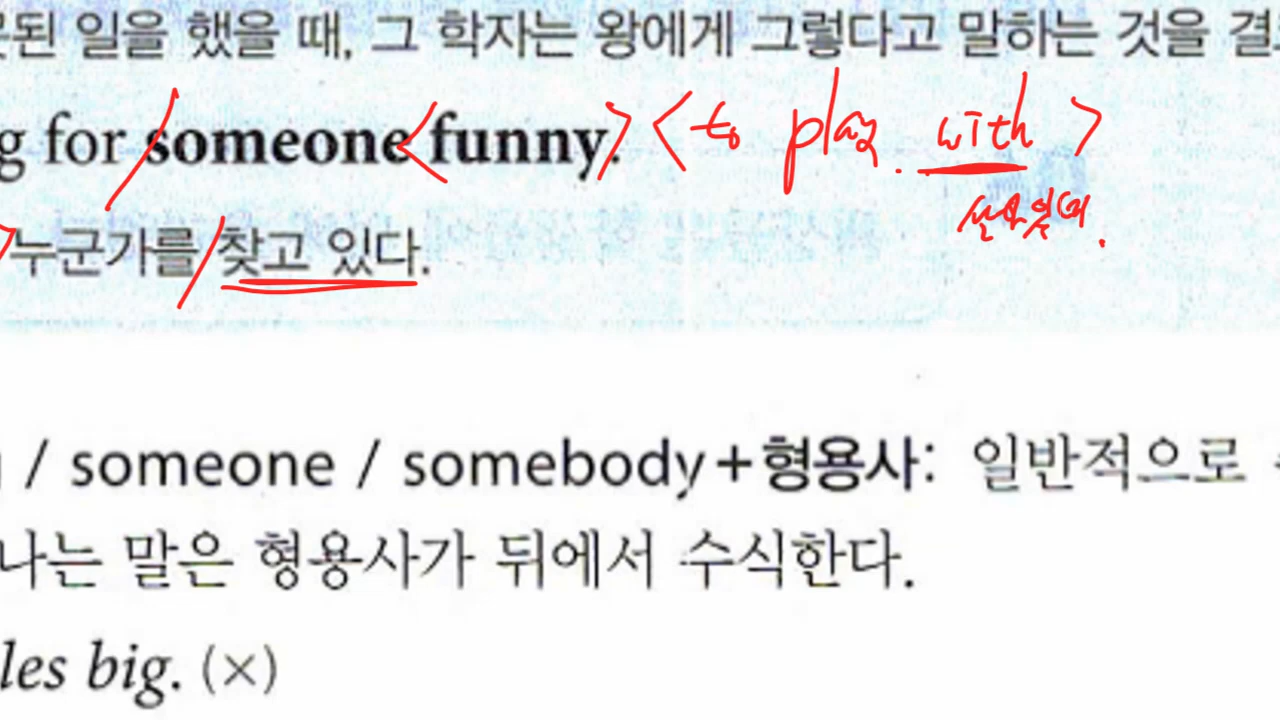 된 일을 했을 때, 그 학자는 왕에게 그렇다고 말하는 것을 결
g for someone funny. to play with
누군가를 찾고 있다.
/ someone / somebody+형용사: 일반적으로
나는 말은 형용사가 뒤에서 수식한다.
les big. (×)